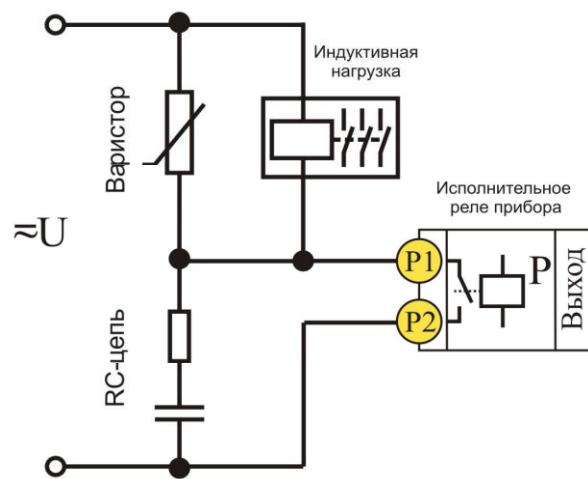 Индуктивная
нагрузка
Варистор
Исполнительное
реле прибора
≂U
P1
P
P2
Выход
RC-цепь